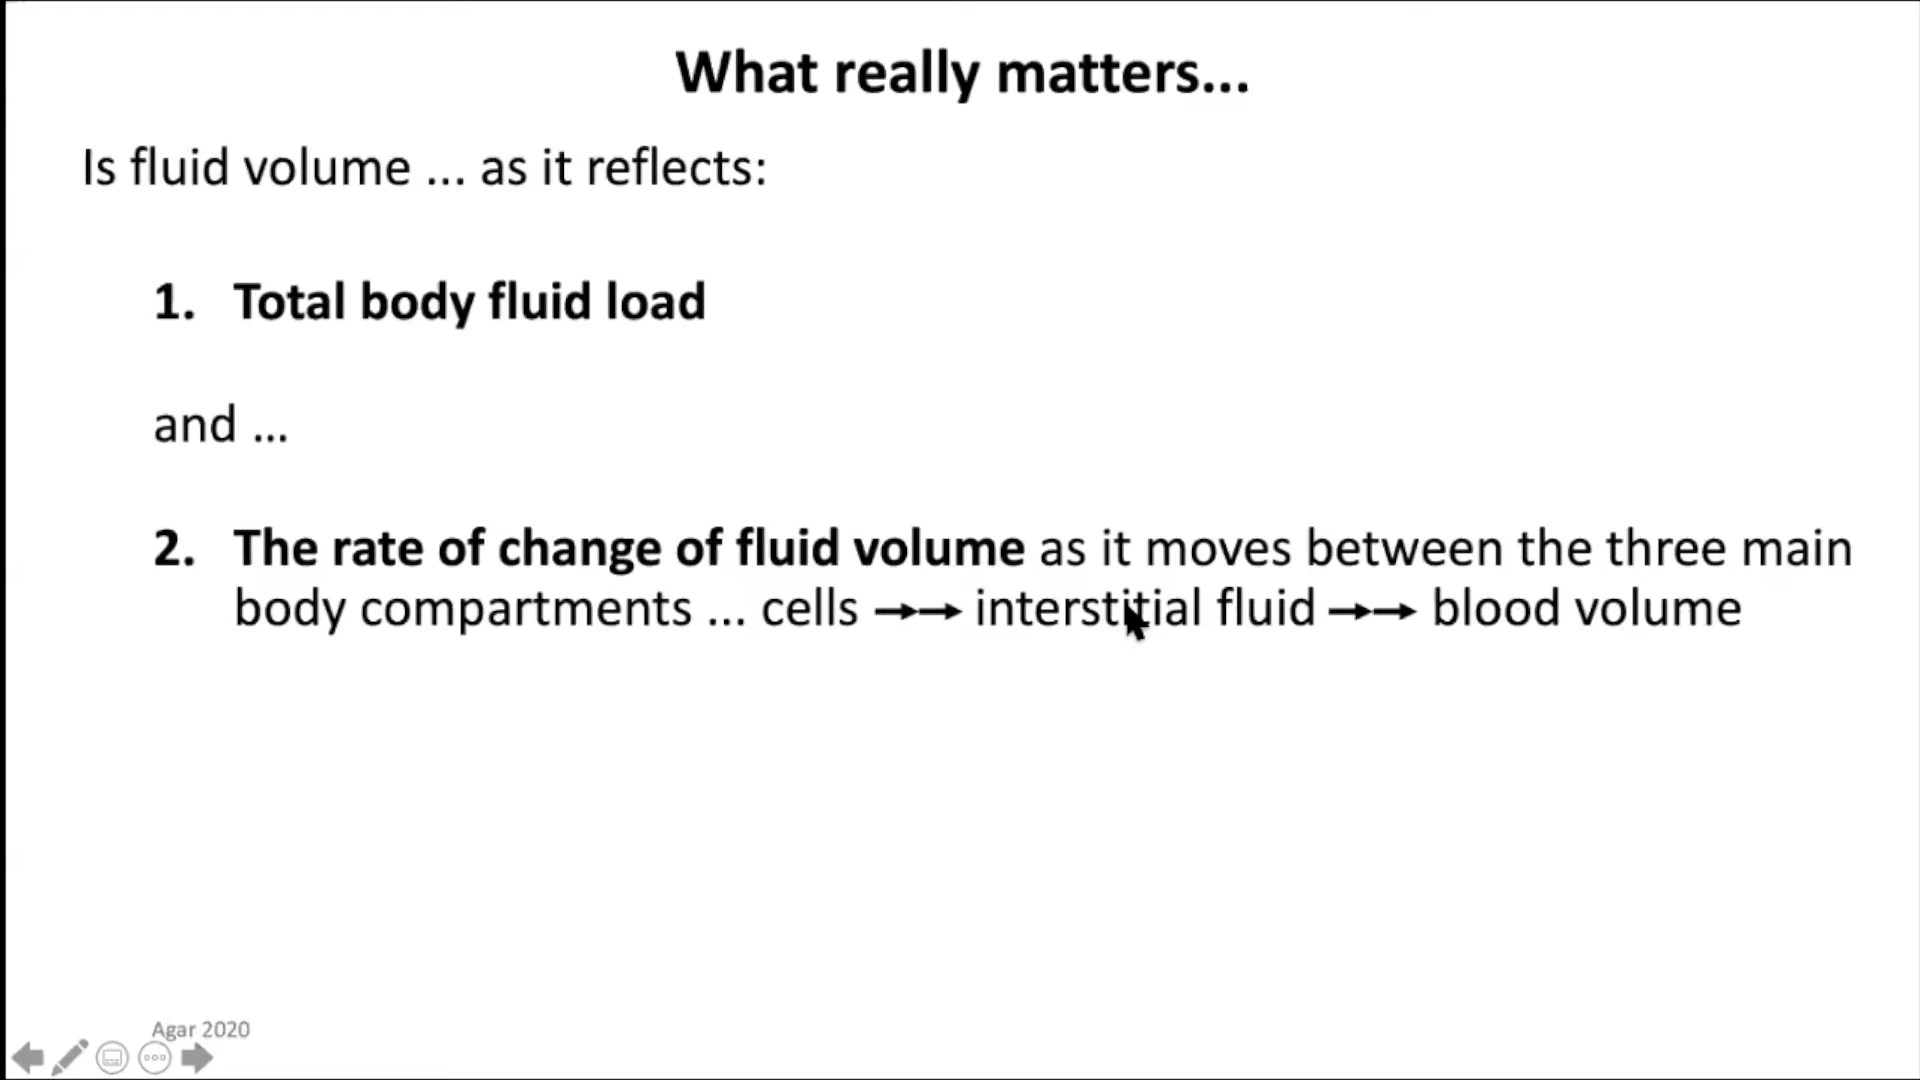 What really matters...
Is fluid volume ... as it reflects:
1. Total body fluid load
and ...
2. The rate of change of fluid volume as it moves between the three main
body compartments ... cells →→ interstitial fluid →→ blood volume
Agar 2020